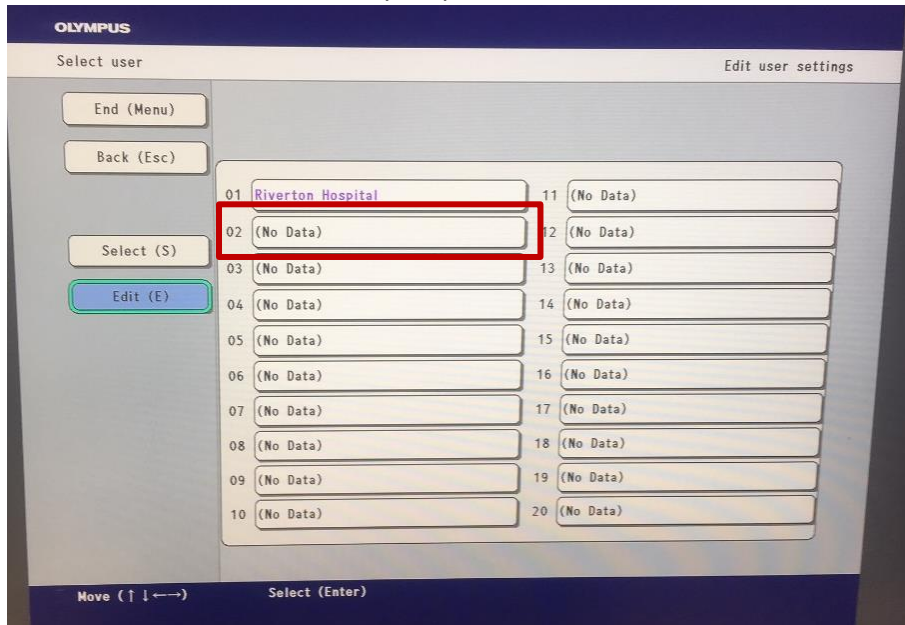 OLYMPUS
Select user
Edit user settings
End (Menu)
Back (Esc)
Select (S)
Edit (E)
01 Riverton Hospital
02 (No Data)
03 (No Data)
04 (No Data)
05 (No Data)
06 (No Data)
07 (No Data)
08 (No Data)
09 (No Data)
10 (No Data)
11 (No Data)
12 (No Data)
13 (No Data)
14 (No Data)
15 (No Data)
16 (No Data)
17 (No Data)
18 (No Data)
19 (No Data)
20 (No Data)
Move (↑↓←→)
Select (Enter)